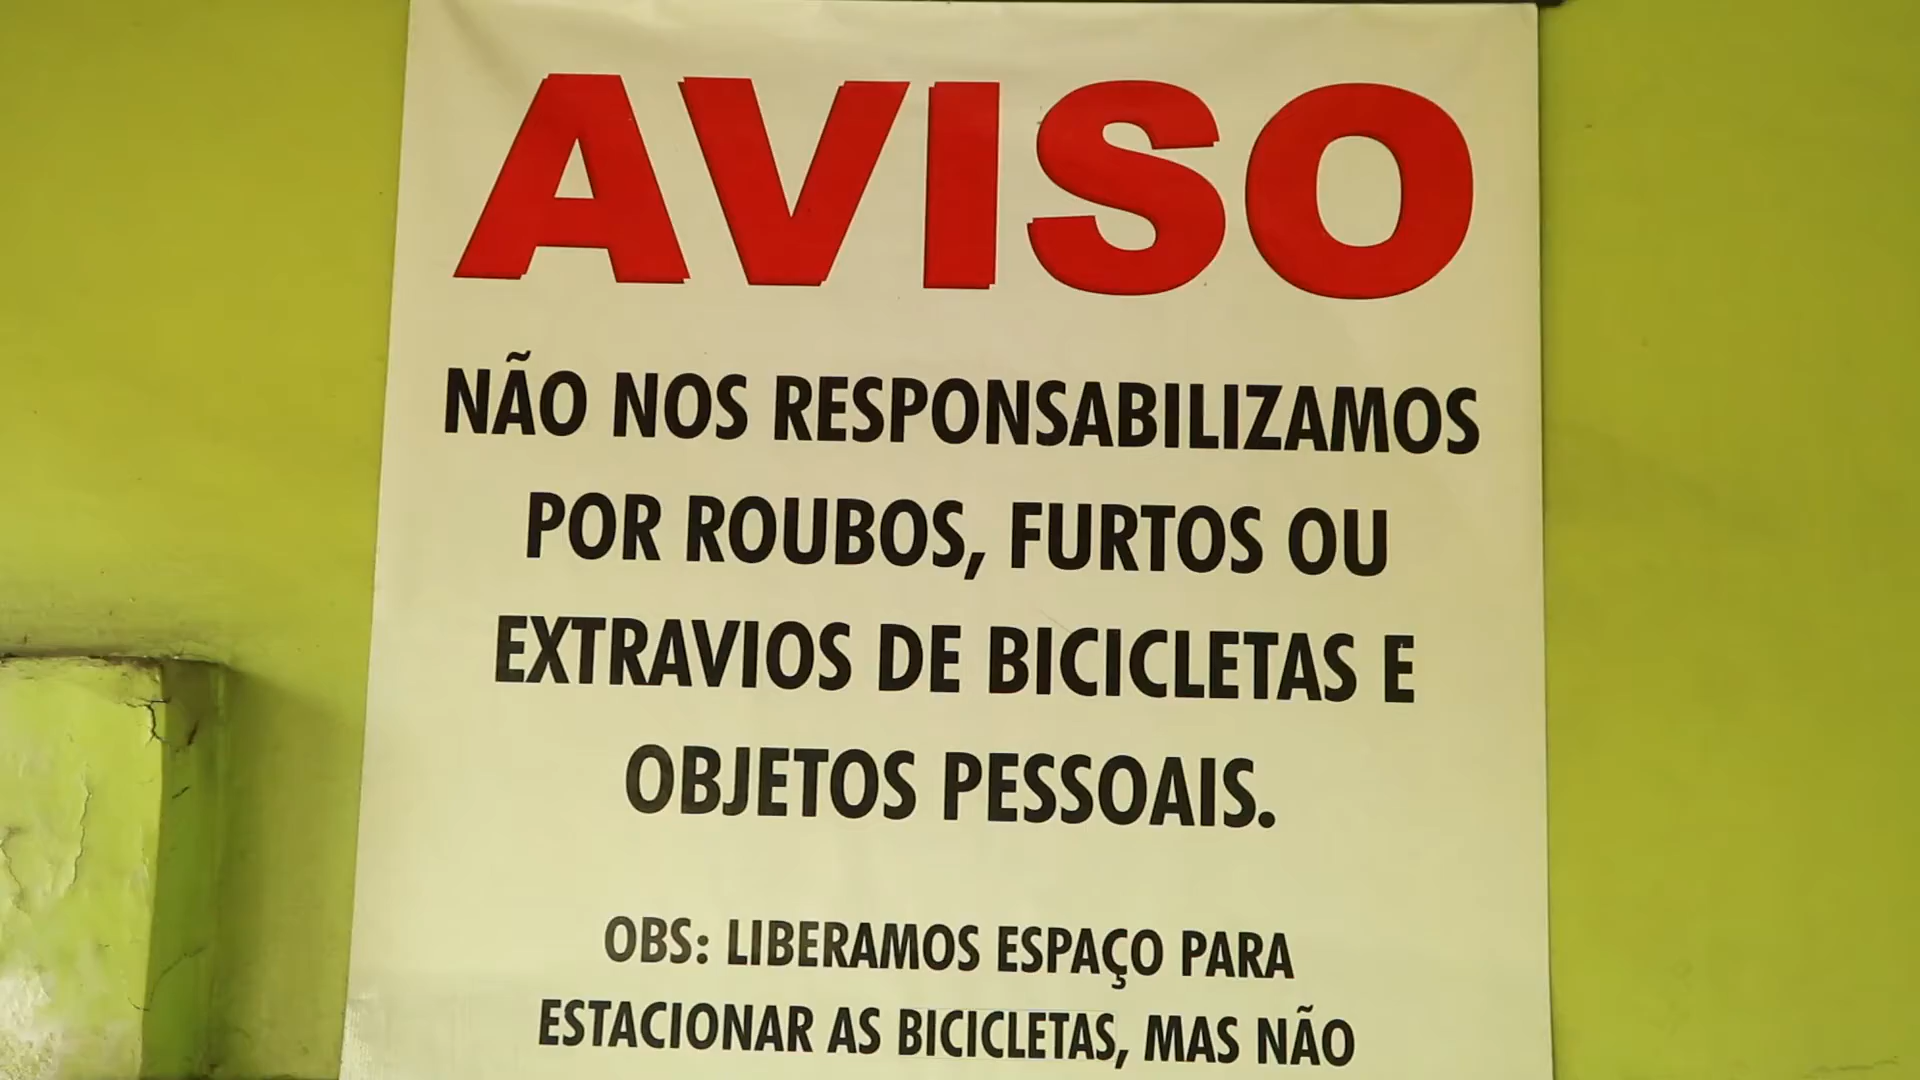 AVISO
NÃO NOS RESPONSABILIZAMOS
POR ROUBOS, FURTOS OU
EXTRAVIOS DE BICICLETAS E
OBJETOS PESSOAIS.
OBS: LIBERAMOS ESPAÇO PARA
ESTACIONAR AS BICICLETAS, MAS NÃO